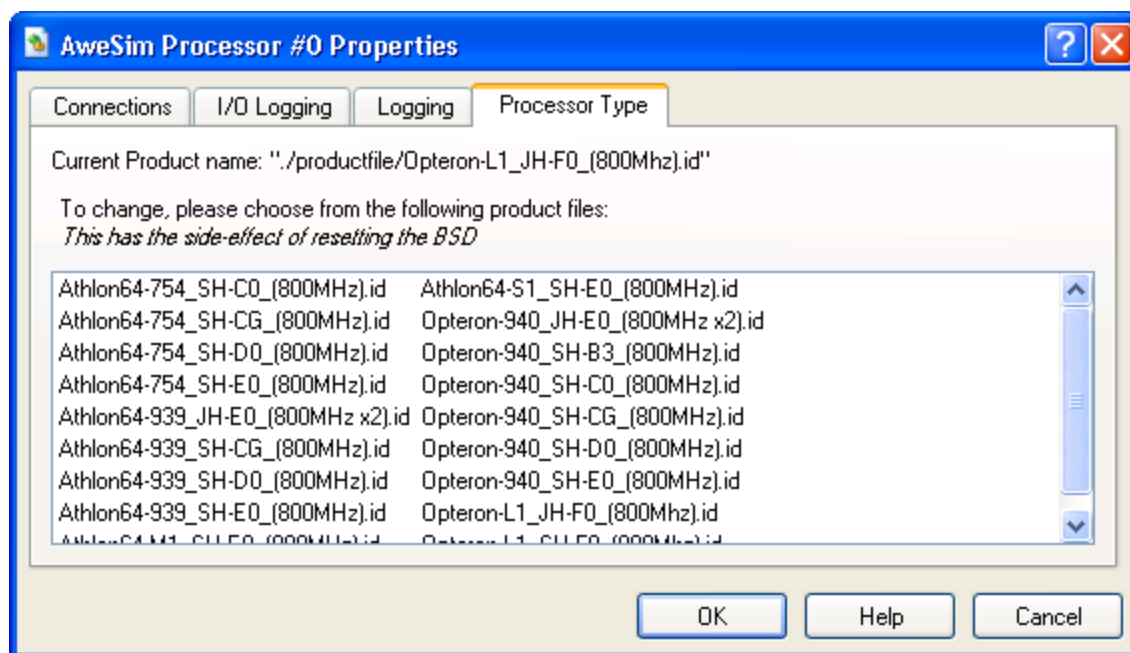 AweSim Processor #0 Properties
Connections I/O Logging Logging Processor Type
Current Product name: "./productfile/Opteron-L1_JH-F0_(800Mhz).id"
To change, please choose from the following product files:
This has the side-effect of resetting the BSD
Athlon64-754_SH-C0_(800MHz).id Athlon64-S1_SH-E0_(800MHz).id
Athlon64-754_SH-CG_(800MHz).id Opteron-940_JH-E0_(800MHz x2).id
Athlon64-754_SH-D0_(800MHz).id Opteron-940_SH-B3_(800MHz).id
Athlon64-754_SH-E0_(800MHz).id Opteron-940_SH-C0_(800MHz).id
Athlon64-939_JH-E0_(800MHz x2).id Opteron-940_SH-CG_(800MHz).id
Athlon64-939_SH-CG_(800MHz).id Opteron-940_SH-D0_(800MHz).id
Athlon64-939_SH-D0_(800MHz).id Opteron-940_SH-E0_(800MHz).id
Athlon64-939_SH-E0_(800MHz).id Opteron-L1_JH-F0_(800Mhz).id
OK Help Cancel